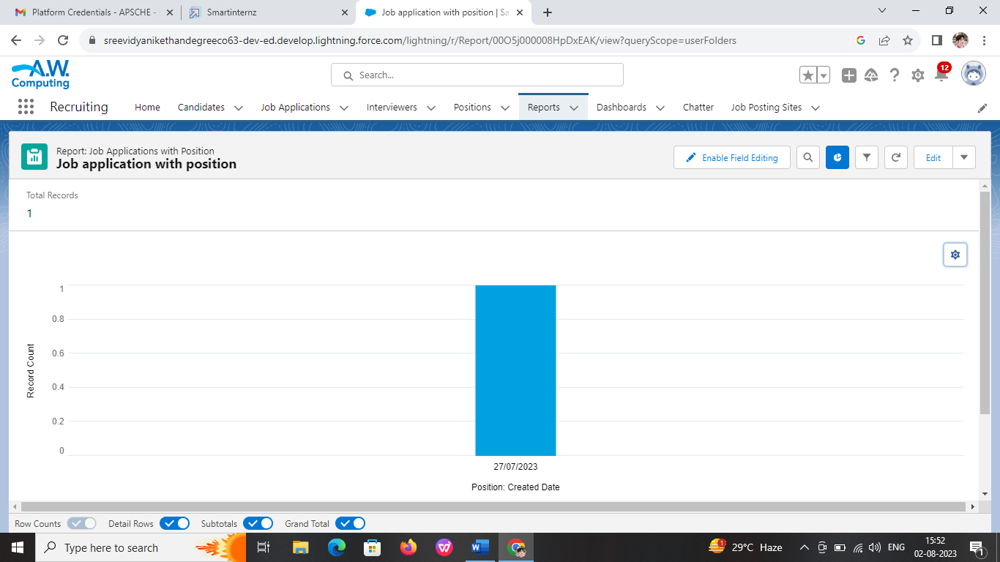 Platform Credentials - APSCHE -
Smartinternz
Job application with position | Sa
sreevidyanikethandegreeco63-dev-ed.develop.lightning.force.com/lightning/r/Report/00O5j000008HpDxEAK/view?queryScope=userFolders
A.W.
Computing
Search...
12
Recruiting
Home
Candidates
Job Applications
Interviewers
Positions
Reports
Dashboards
Chatter
Job Posting Sites
Report: Job Applications with Position
Job application with position
Enable Field Editing
Edit
Total Records
1
1
0.8
0.6
0.4
0.2
0
Record Count
27/07/2023
Position: Created Date
Row Counts
Detail Rows
Subtotals
Grand Total
Type here to search
1
29°C Haze
ENG
15:52
02-08-2023
1